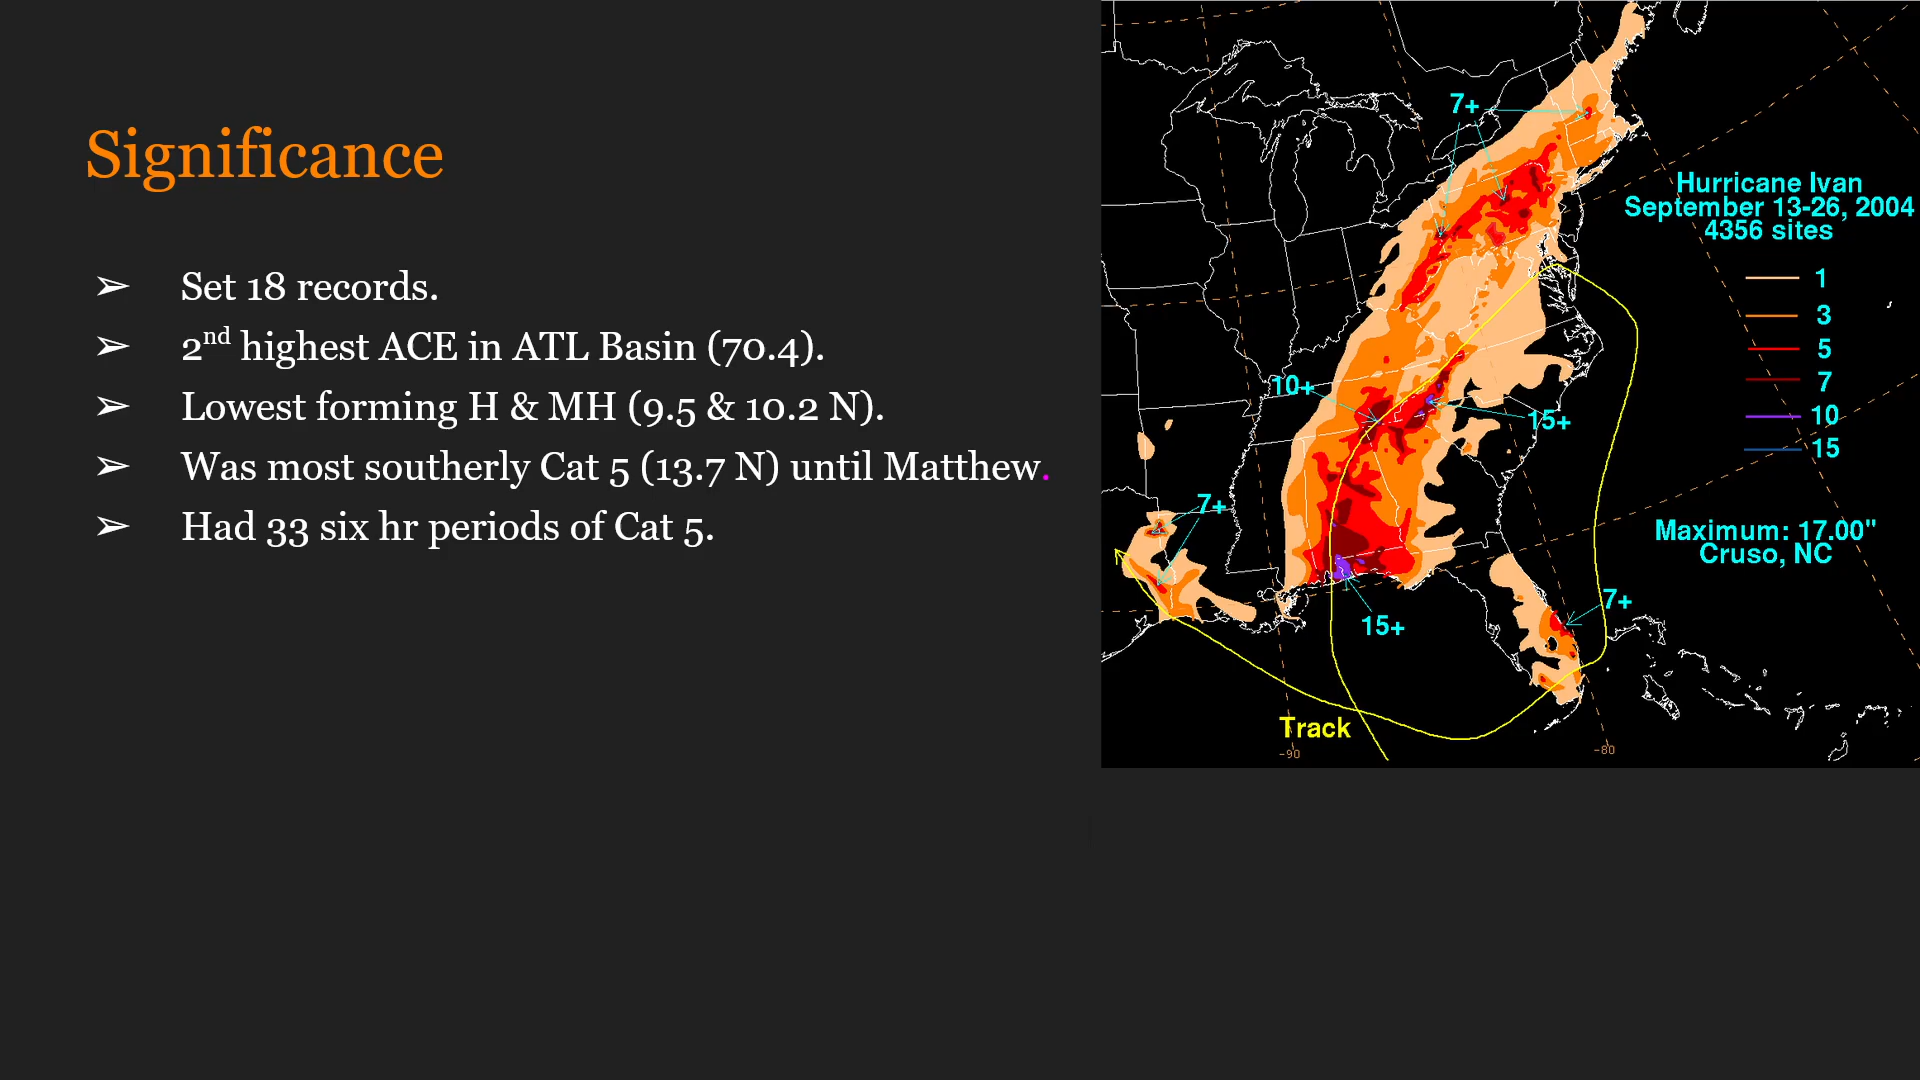 Significance
➢ Set 18 records.
➢ 2nd highest ACE in ATL Basin (70.4).
➢ Lowest forming H & MH (9.5 & 10.2 N).
➢ Was most southerly Cat 5 (13.7 N) until Matthew.
➢ Had 33 six hr periods of Cat 5.
7+
Hurricane Ivan
September 13-26, 2004
4356 sites
1
3
5
7
10
15
10+
15+
7+
Maximum: 17.00"
Cruso, NC
7+
15+
Track
-90
-80